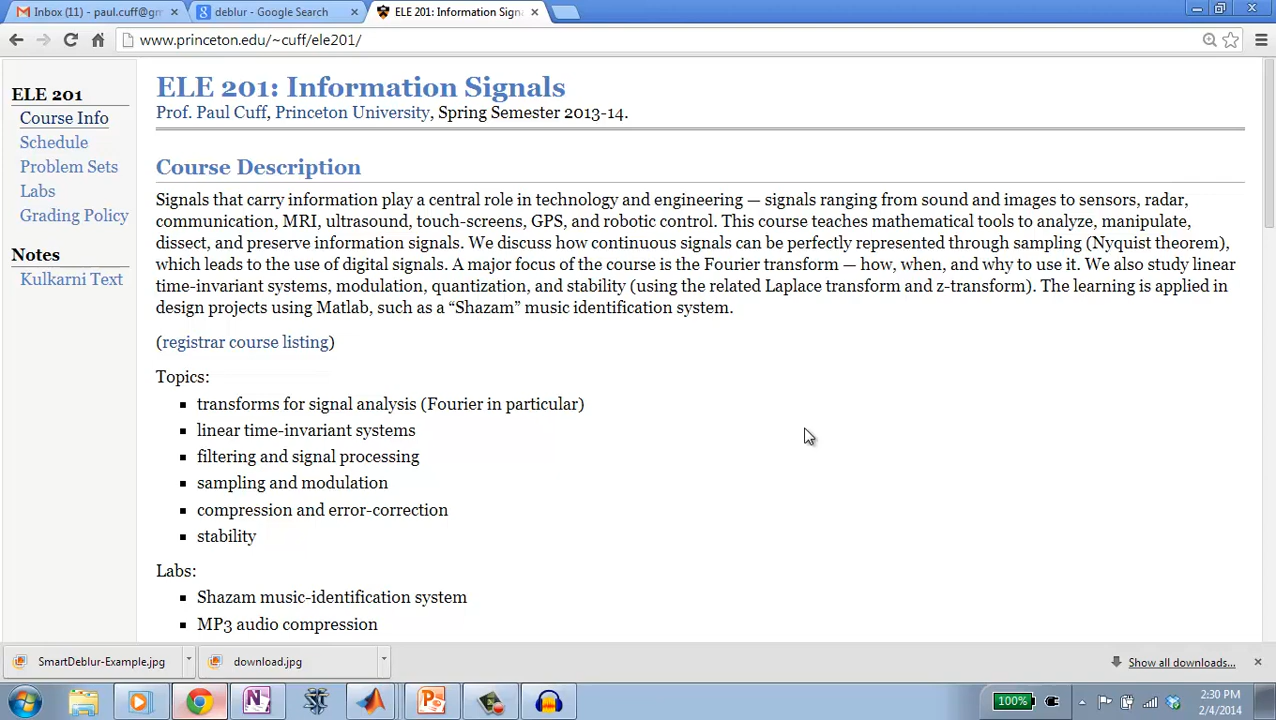 Inbox (11) - paul.cuff@gm
deblur - Google Search
ELE 201: Information Sign
www.princeton.edu/~cuff/ele201/
ELE 201
Course Info
Schedule
Problem Sets
Labs
Grading Policy
Notes
Kulkarni Text
ELE 201: Information Signals
Prof. Paul Cuff, Princeton University, Spring Semester 2013-14.
Course Description
Signals that carry information play a central role in technology and engineering — signals ranging from sound and images to sensors, radar,
communication, MRI, ultrasound, touch-screens, GPS, and robotic control. This course teaches mathematical tools to analyze, manipulate,
dissect, and preserve information signals. We discuss how continuous signals can be perfectly represented through sampling (Nyquist theorem),
which leads to the use of digital signals. A major focus of the course is the Fourier transform — how, when, and why to use it. We also study linear
time-invariant systems, modulation, quantization, and stability (using the related Laplace transform and z-transform). The learning is applied in
design projects using Matlab, such as a “Shazam” music identification system.
(registrar course listing)
Topics:
transforms for signal analysis (Fourier in particular)
linear time-invariant systems
filtering and signal processing
sampling and modulation
compression and error-correction
stability
Labs:
Shazam music-identification system
MP3 audio compression
SmartDeblur-Example.jpg
download.jpg
Show all downloads...
100%
2:30 PM
2/4/2014